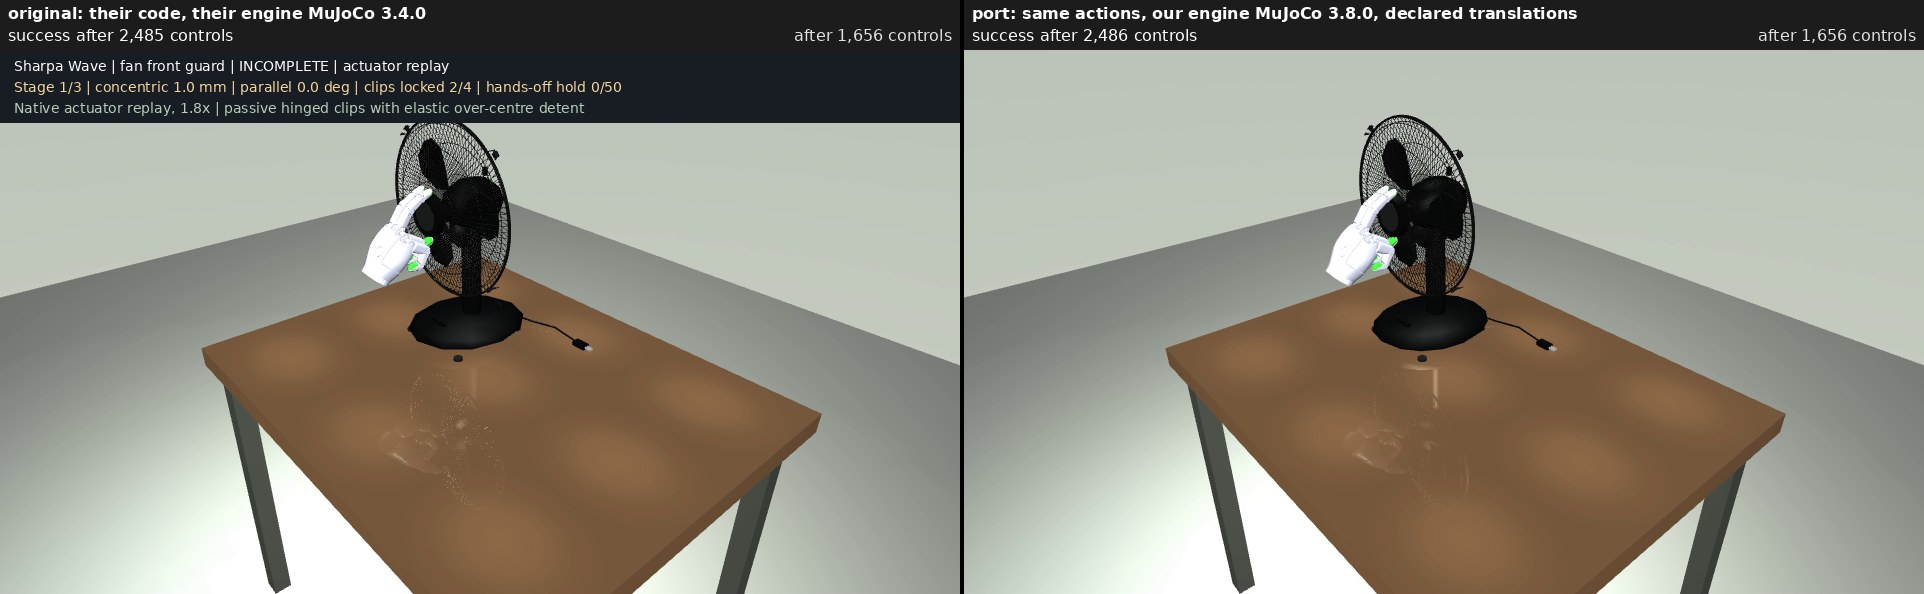 original: their code, their engine MuJoCo 3.4.0
success after 2,485 controls
after 1,656 controls
Sharpa Wave | fan front guard | INCOMPLETE | actuator replay
Stage 1/3 | concentric 1.0 mm | parallel 0.0 deg | clips locked 2/4 | hands-off hold 0/50
Native actuator replay, 1.8x | passive hinged clips with elastic over-centre detent
port: same actions, our engine MuJoCo 3.8.0, declared translations
success after 2,486 controls
after 1,656 controls